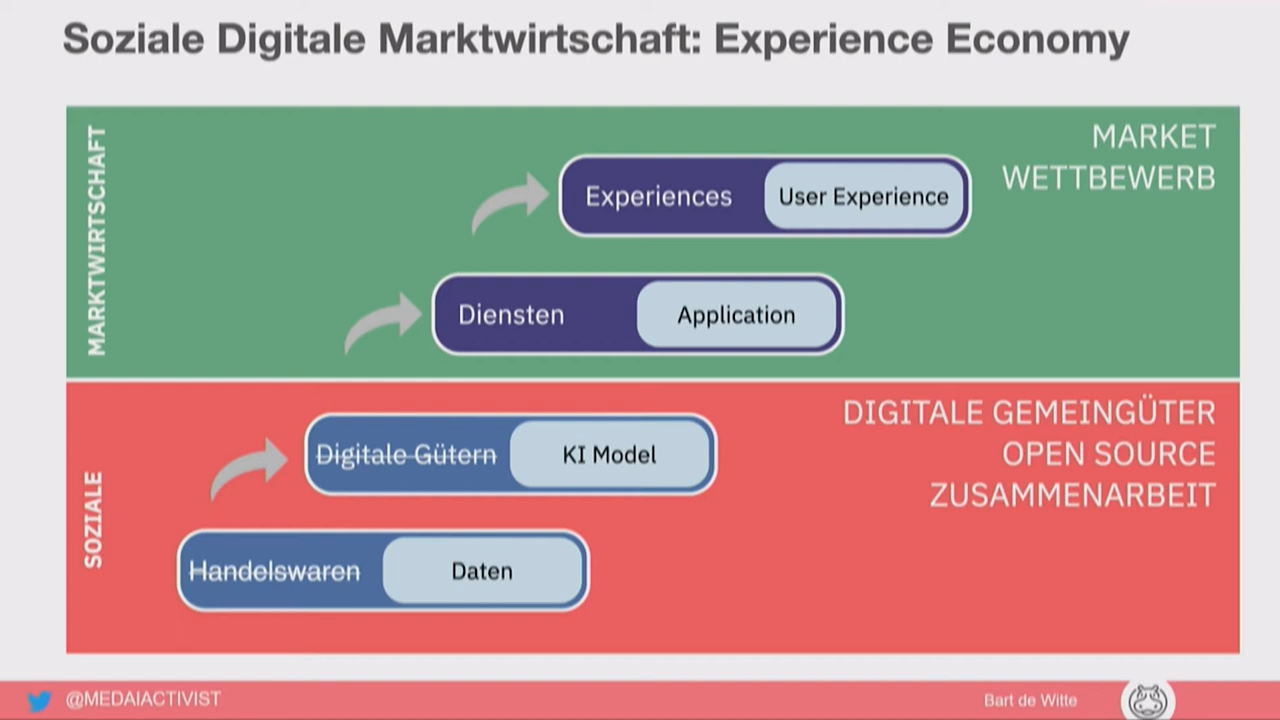 Soziale Digitale Marktwirtschaft: Experience Economy
MARKTWIRTSCHAFT
MARKET
WETTBEWERB
Experiences
User Experience
Diensten
Application
SOZIALE
DIGITALE GEMEINGÜTER
OPEN SOURCE
ZUSAMMENARBEIT
Digitale Gütern
KI Model
Handelswaren
Daten
@MEDAIACTIVIST
Bart de Witte